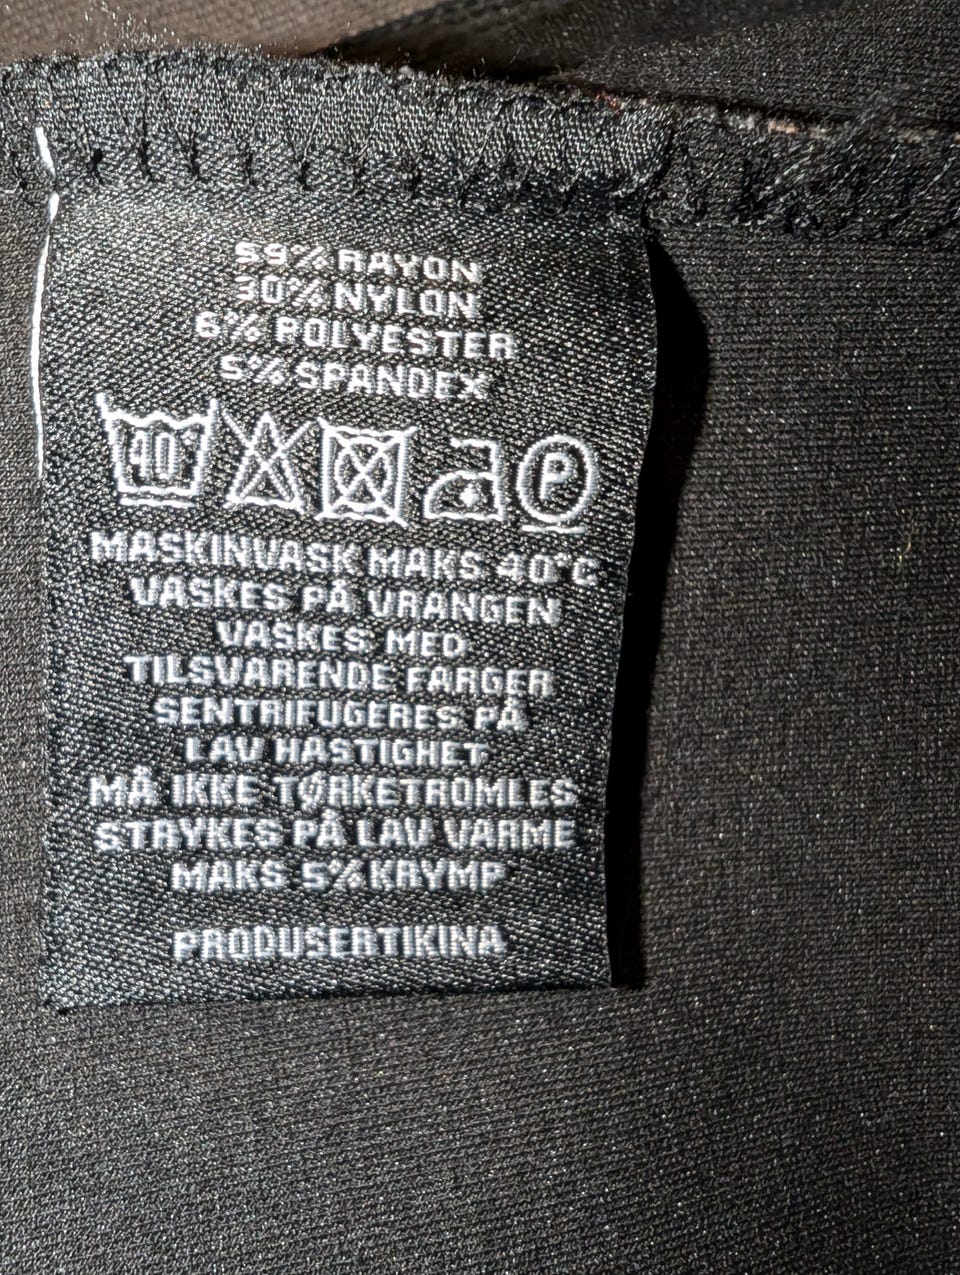 59% RAYON
30% NYLON
6% POLYESTER
5% SPANDEX
40° P
MASKINVASK MAKS 40°C
VASKES PÅ VRANGEN
VASKES MED
TILSVARENDE FARGER
SENTRIFUGERES PÅ
LAV HASTIGHET
MÅ IKKE TØRKETROMLES
STRYKES PÅ LAV VARME
MAKS 5% KRYMP
PRODUSERT I KINA